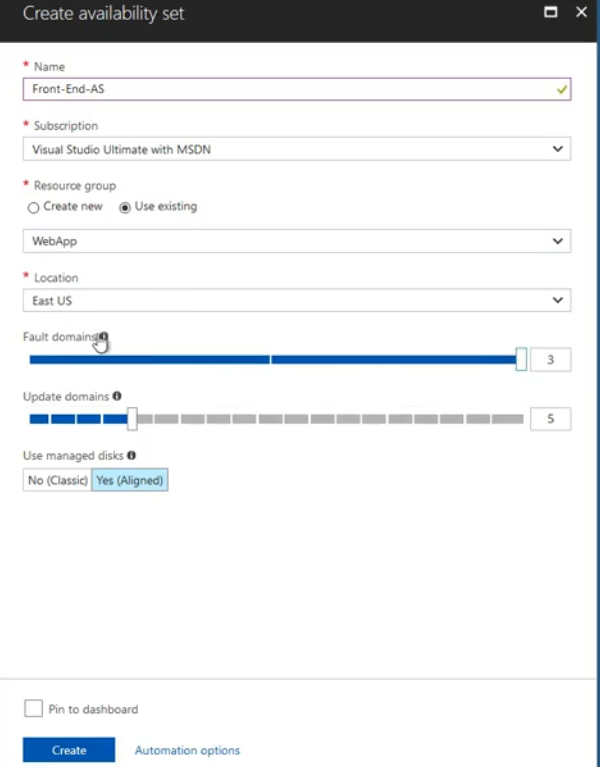 Create availability set
* Name
Front-End-AS
* Subscription
Visual Studio Ultimate with MSDN
* Resource group
Create new Use existing
WebApp
* Location
East US
Fault domains
3
Update domains
5
Use managed disks
No (Classic) Yes (Aligned)
Pin to dashboard
Create Automation options